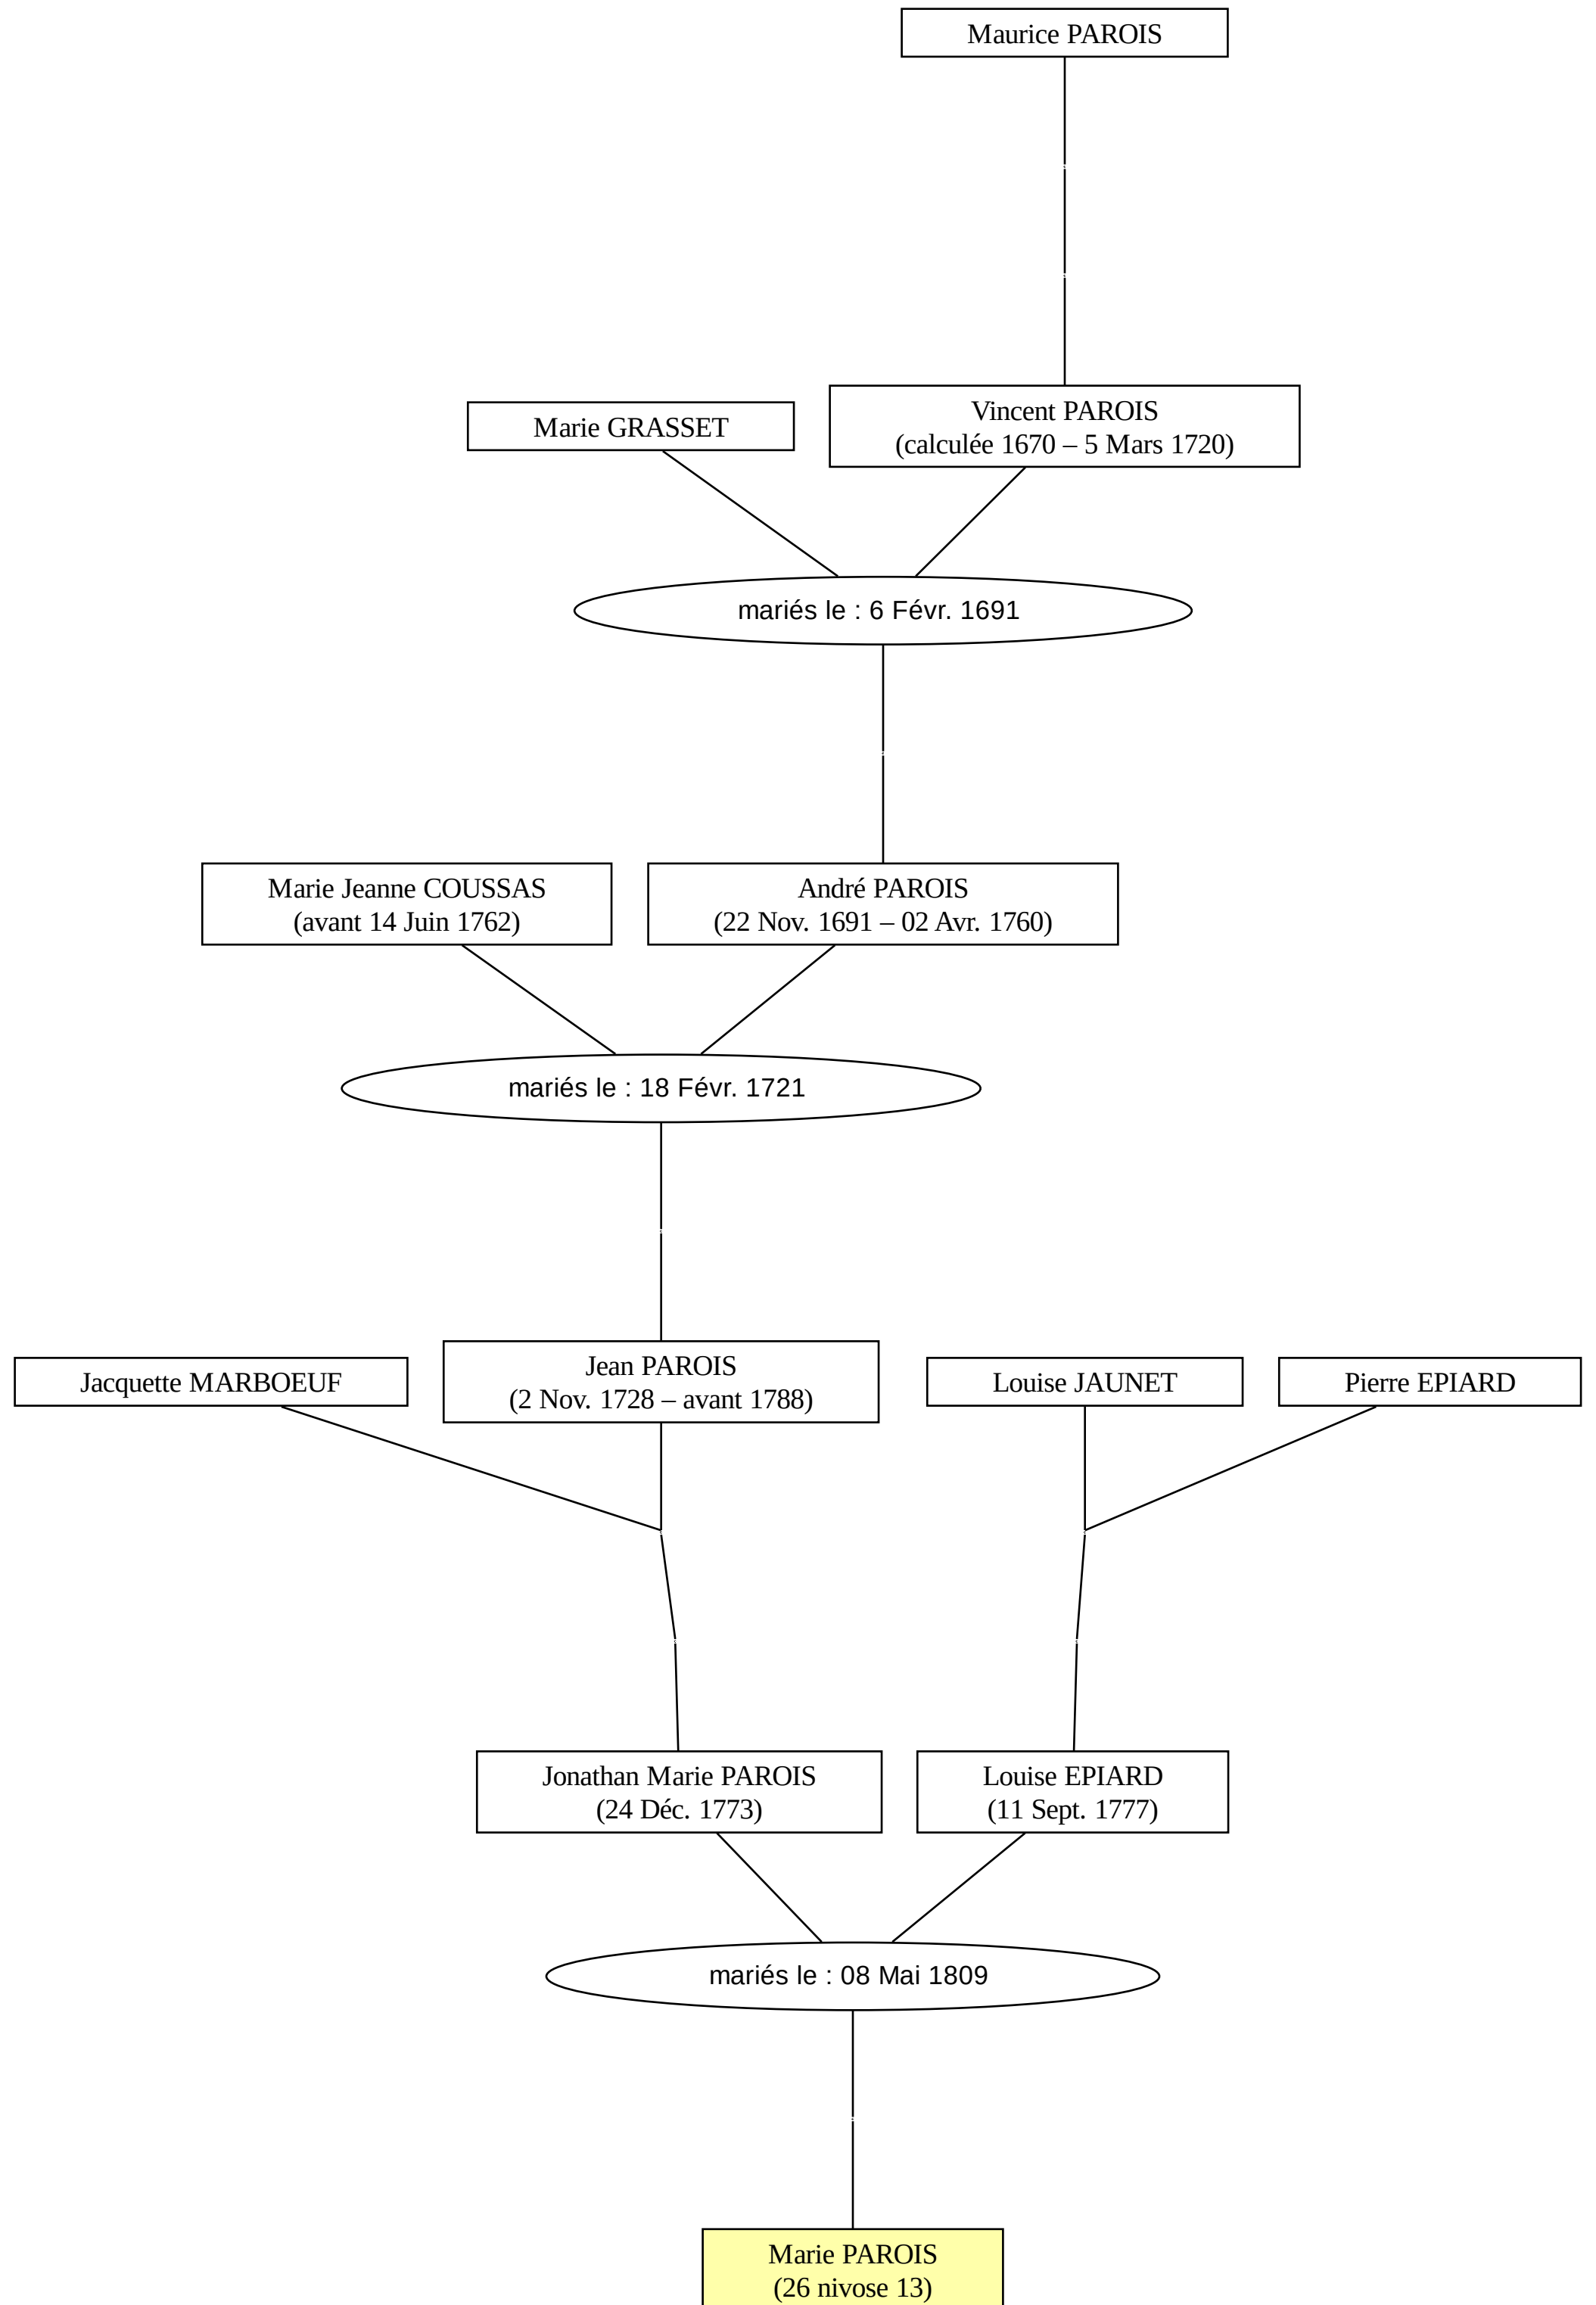 Maurice PAROIS
Marie GRASSET
Vincent PAROIS
(calculée 1670 – 5 Mars 1720)
mariés le : 6 Févr. 1691
Marie Jeanne COUSSAS
(avant 14 Juin 1762)
André PAROIS
(22 Nov. 1691 – 02 Avr. 1760)
mariés le : 18 Févr. 1721
Jacquette MARBOEUF
Jean PAROIS
(2 Nov. 1728 – avant 1788)
Louise JAUNET
Pierre EPIARD
Jonathan Marie PAROIS
(24 Déc. 1773)
Louise EPIARD
(11 Sept. 1777)
mariés le : 08 Mai 1809
Marie PAROIS
(26 nivose 13)